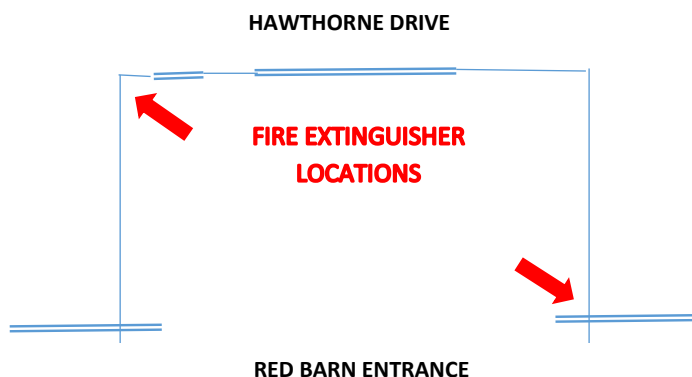 HAWTHORNE DRIVE
FIRE EXTINGUISHER
LOCATIONS
RED BARN ENTRANCE